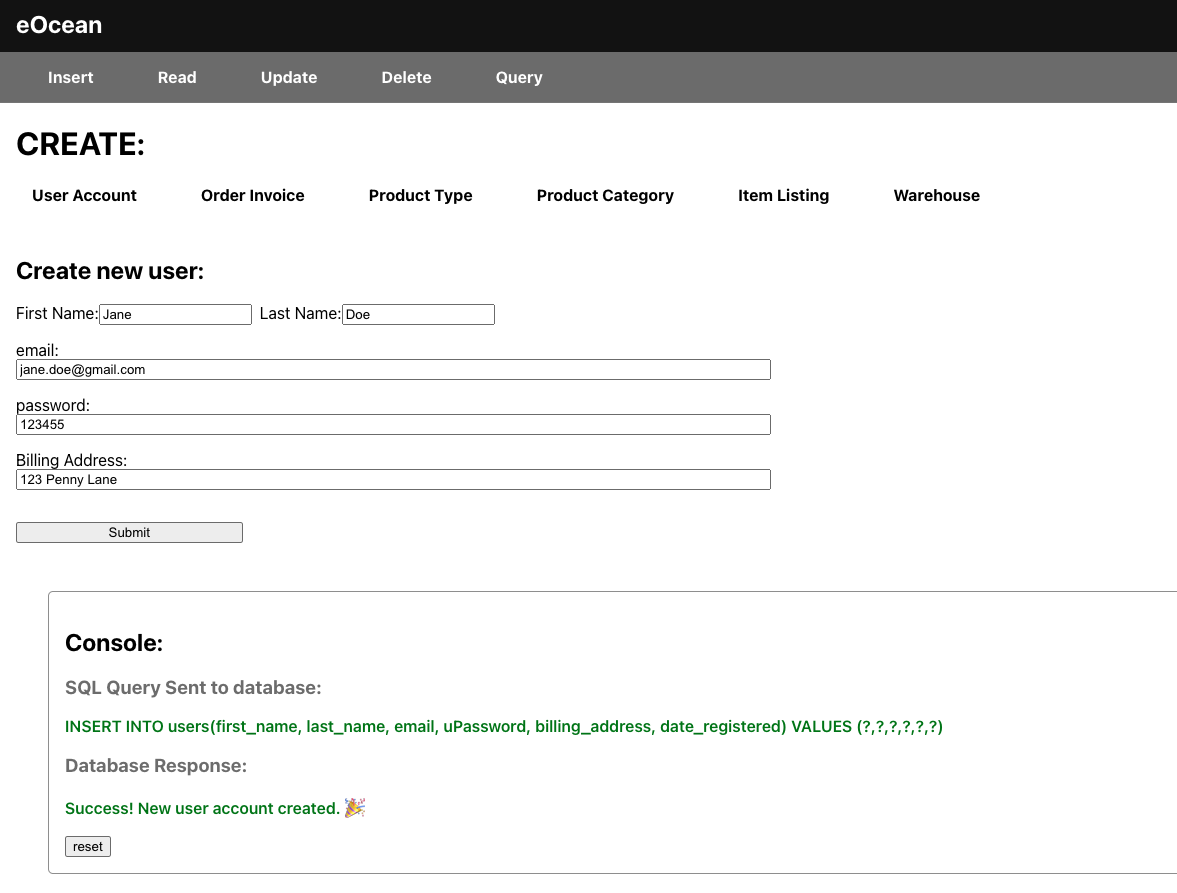 eOcean
Insert Read Update Delete Query
CREATE:
User Account Order Invoice Product Type Product Category Item Listing Warehouse
Create new user:
First Name: Jane Last Name: Doe
email:
jane.doe@gmail.com
password:
123455
Billing Address:
123 Penny Lane
Submit
Console:
SQL Query Sent to database:
INSERT INTO users(first_name, last_name, email, uPassword, billing_address, date_registered) VALUES (?,?,?,?,?,?)
Database Response:
Success! New user account created. 🎉
reset